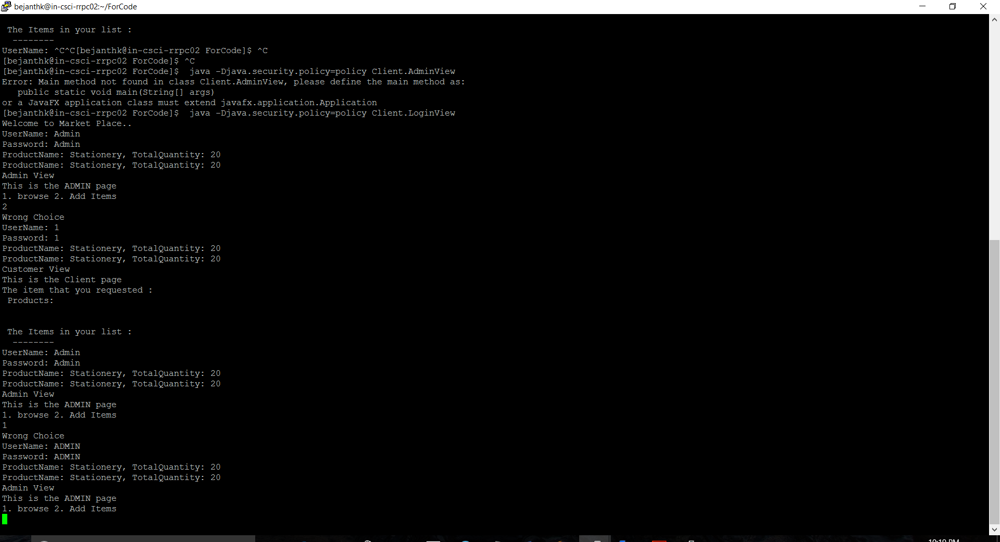 bejanthk@in-csci-rrpc02:~/ForCode
The Items in your list :
--------
UserName: ^C^C[bejanthk@in-csci-rrpc02 ForCode]$ ^C
[bejanthk@in-csci-rrpc02 ForCode]$ ^C
[bejanthk@in-csci-rrpc02 ForCode]$  java -Djava.security.policy=policy Client.AdminView
Error: Main method not found in class Client.AdminView, please define the main method as:
public static void main(String[] args)
or a JavaFX application class must extend javafx.application.Application
[bejanthk@in-csci-rrpc02 ForCode]$  java -Djava.security.policy=policy Client.LoginView
Welcome to Market Place..
UserName: Admin
Password: Admin
ProductName: Stationery, TotalQuantity: 20
ProductName: Stationery, TotalQuantity: 20
Admin View
This is the ADMIN page
1. browse 2. Add Items
2
Wrong Choice
UserName: 1
Password: 1
ProductName: Stationery, TotalQuantity: 20
ProductName: Stationery, TotalQuantity: 20
Customer View
This is the Client page
The item that you requested :
Products:
The Items in your list :
--------
UserName: Admin
Password: Admin
ProductName: Stationery, TotalQuantity: 20
ProductName: Stationery, TotalQuantity: 20
Admin View
This is the ADMIN page
1. browse 2. Add Items
1
Wrong Choice
UserName: ADMIN
Password: ADMIN
ProductName: Stationery, TotalQuantity: 20
ProductName: Stationery, TotalQuantity: 20
Admin View
This is the ADMIN page
1. browse 2. Add Items